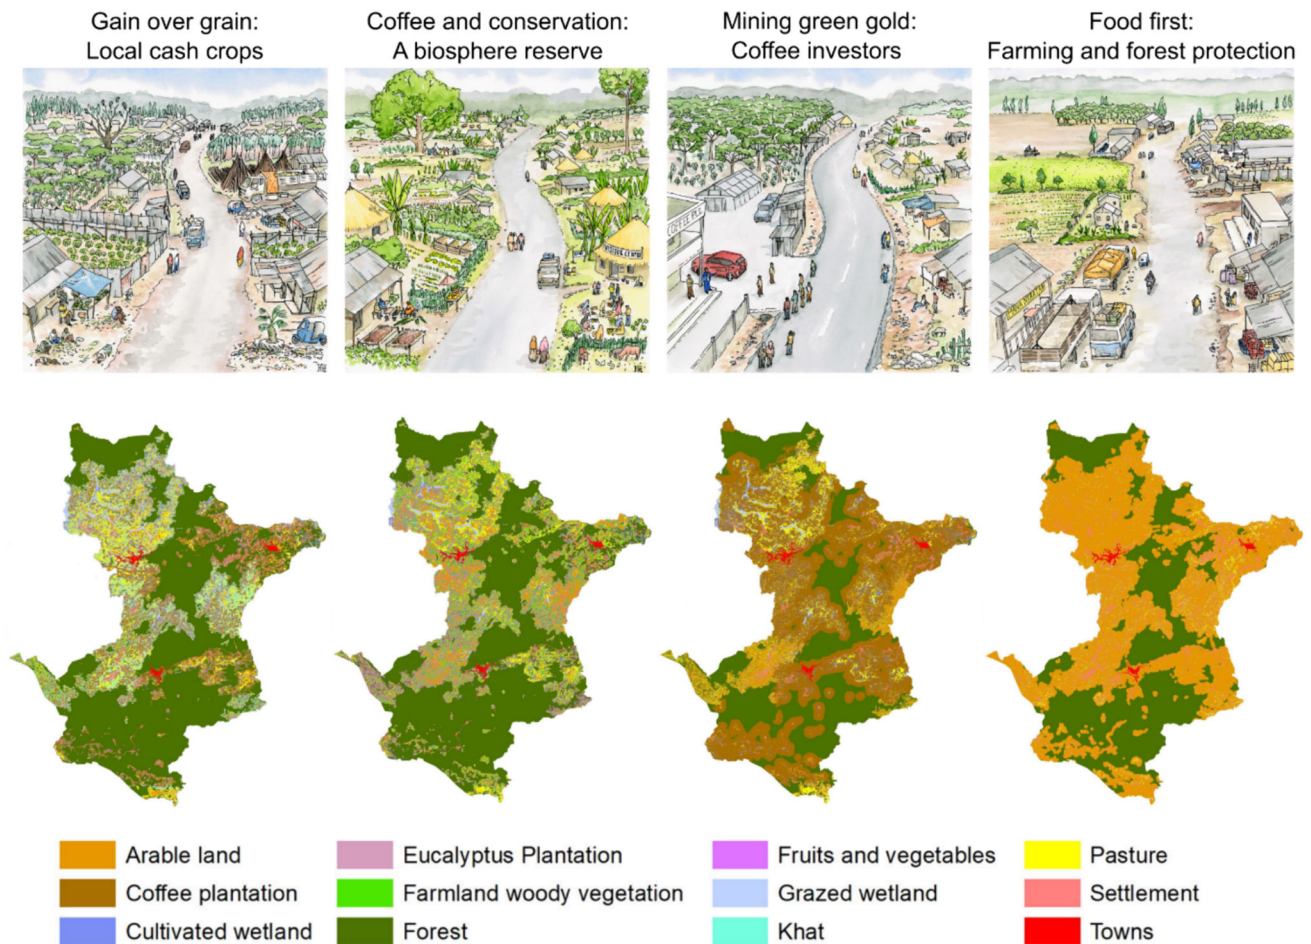 Gain over grain:
Local cash crops
Coffee and conservation:
A biosphere reserve
Mining green gold:
Coffee investors
Food first:
Farming and forest protection
Arable land
Coffee plantation
Cultivated wetland
Eucalyptus Plantation
Farmland woody vegetation
Forest
Fruits and vegetables
Grazed wetland
Khat
Pasture
Settlement
Towns